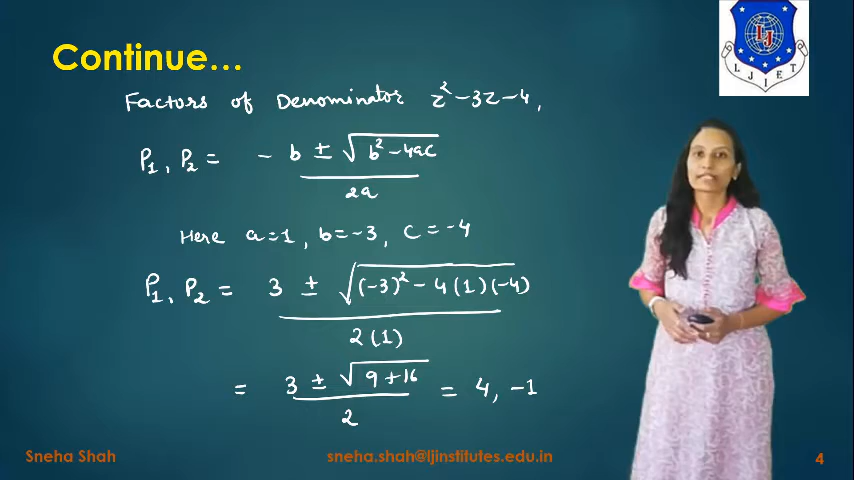 Continue...
LJ
LJIET
Factors of Denominator z² - 3z - 4,
P₁, P₂ = - b ± √(b² - 4ac) / 2a
Here a=1, b=-3, c=-4
P₁, P₂ = 3 ± √((-3)² - 4(1)(-4)) / 2(1)
= 3 ± √(9+16) / 2 = 4, -1
Sneha Shah
sneha.shah@ljinstitutes.edu.in
4